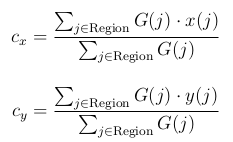 c_x = \frac{\sum_{j \in \text{Region}} G(j) \cdot x(j)}{\sum_{j \in \text{Region}} G(j)}
c_y = \frac{\sum_{j \in \text{Region}} G(j) \cdot y(j)}{\sum_{j \in \text{Region}} G(j)}